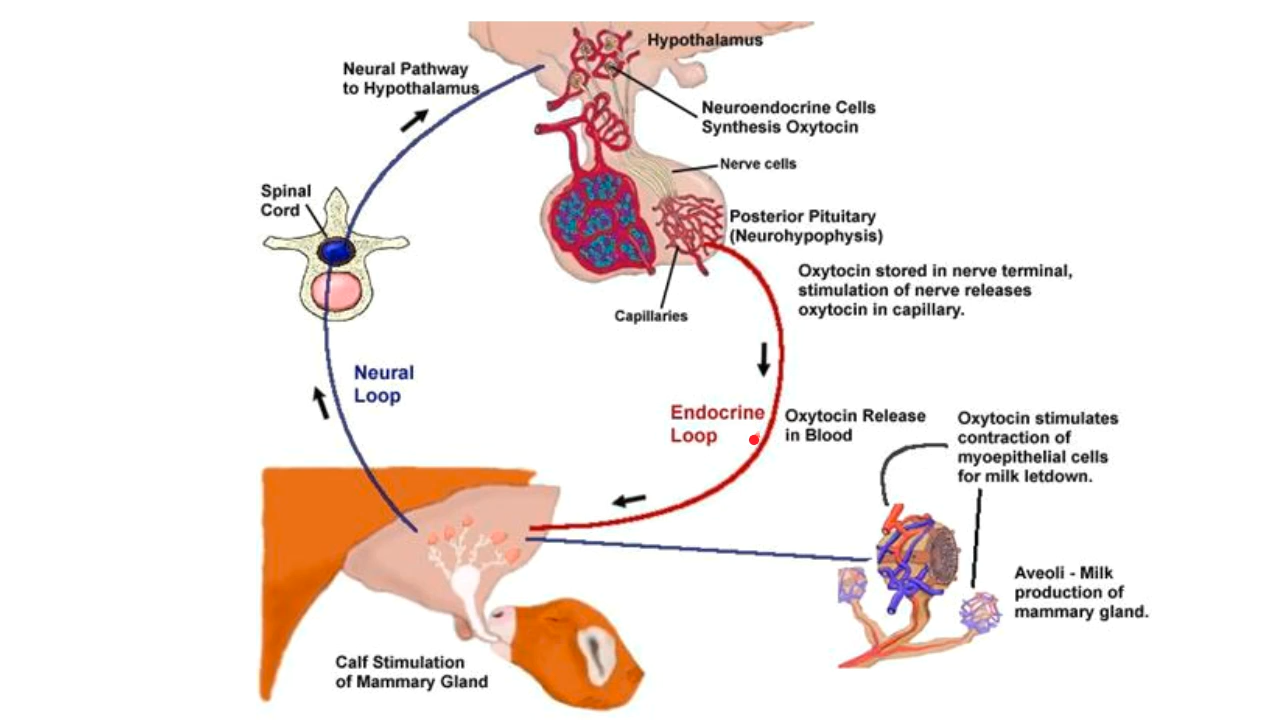 Hypothalamus
Neural Pathway
to Hypothalamus
Neuroendocrine Cells
Synthesis Oxytocin
Nerve cells
Spinal
Cord
Posterior Pituitary
(Neurohypophysis)
Oxytocin stored in nerve terminal,
stimulation of nerve releases
oxytocin in capillary.
Capillaries
Neural
Loop
Endocrine
Loop
Oxytocin Release
in Blood
Oxytocin stimulates
contraction of
myoepithelial cells
for milk letdown.
Aveoli - Milk
production of
mammary gland.
Calf Stimulation
of Mammary Gland